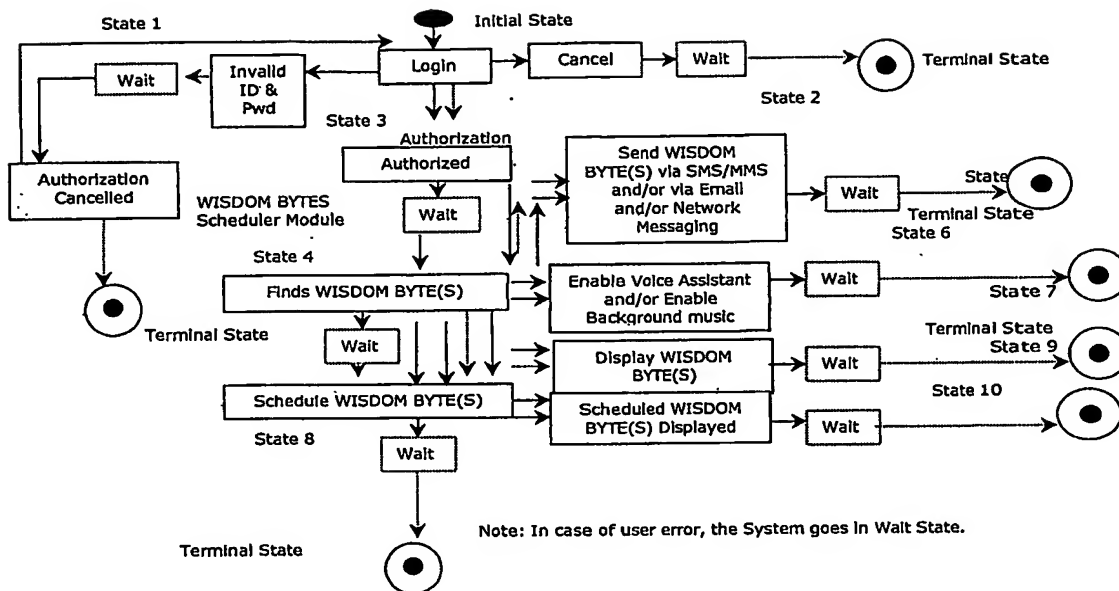 State 1
Initial State
Login
Cancel
Wait
Terminal State
State 2
Wait
Invalid
ID &
Pwd
State 3
Authorization
Authorized
Wait
Authorization
Cancelled
WISDOM BYTES
Scheduler Module
Send WISDOM
BYTE(S) via SMS/MMS
and/or via Email
and/or Network
Messaging
Wait
State
Terminal State
State 6
State 4
Finds WISDOM BYTE(S)
Enable Voice Assistant
and/or Enable
Background music
Wait
State 7
Terminal State
Wait
Display WISDOM
BYTE(S)
Wait
Terminal State
State 9
Schedule WISDOM BYTE(S)
Scheduled WISDOM
BYTE(S) Displayed
Wait
State 10
State 8
Wait
Note: In case of user error, the System goes in Wait State.
Terminal State